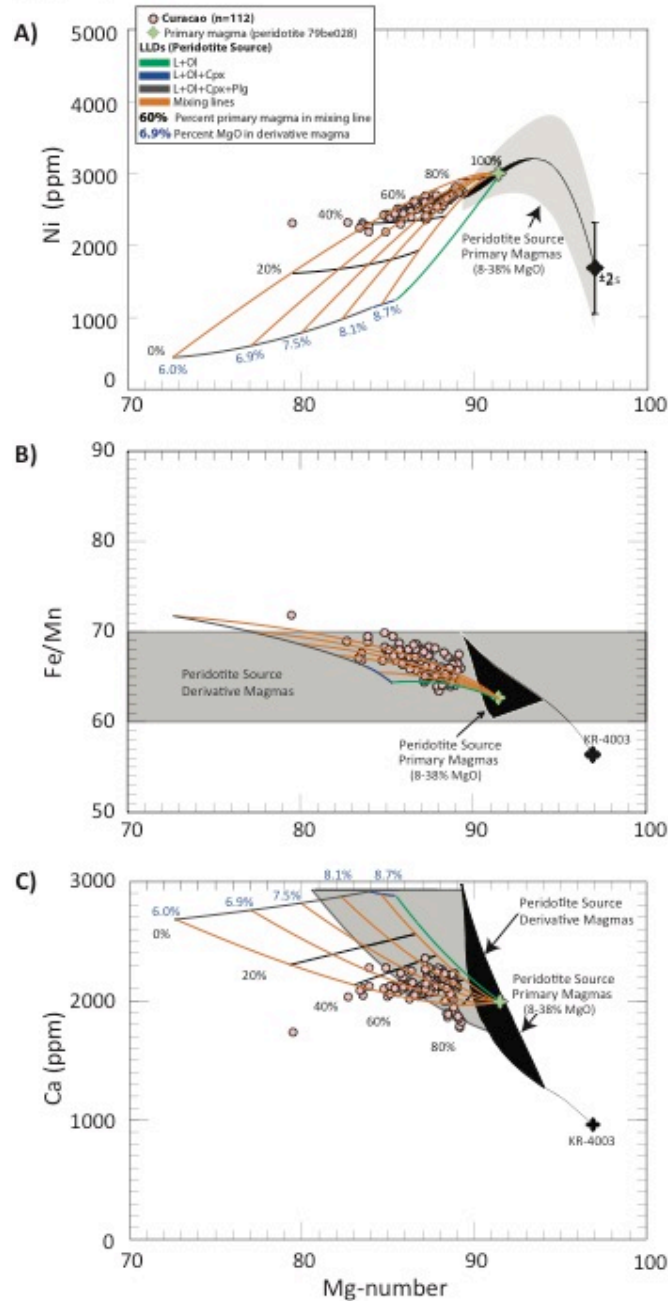 A)
Curacao (n=112)
Primary magma (peridotite 79be028)
LLDs (Peridotite Source)
L+Ol
L+Ol+Cpx
L+Ol+Cpx+Plg
Mixing lines
60% Percent primary magma in mixing line
6.9% Percent MgO in derivative magma
5000
4000
3000
2000
1000
0
Ni (ppm)
100%
80%
60%
40%
20%
0%
6.0%
6.9%
7.5%
8.1%
8.7%
Peridotite Source
Primary Magmas
(8-38% MgO)
±2s
70
80
90
100
B)
90
80
70
60
50
Fe/Mn
Peridotite Source
Derivative Magmas
Peridotite Source
Primary Magmas
(8-38% MgO)
KR-4003
70
80
90
100
C)
3000
2000
1000
0
Ca (ppm)
8.1%
8.7%
7.5%
6.9%
6.0%
0%
20%
40%
60%
80%
Peridotite Source
Derivative Magmas
Peridotite Source
Primary Magmas
(8-38% MgO)
KR-4003
70
80
90
100
Mg-number